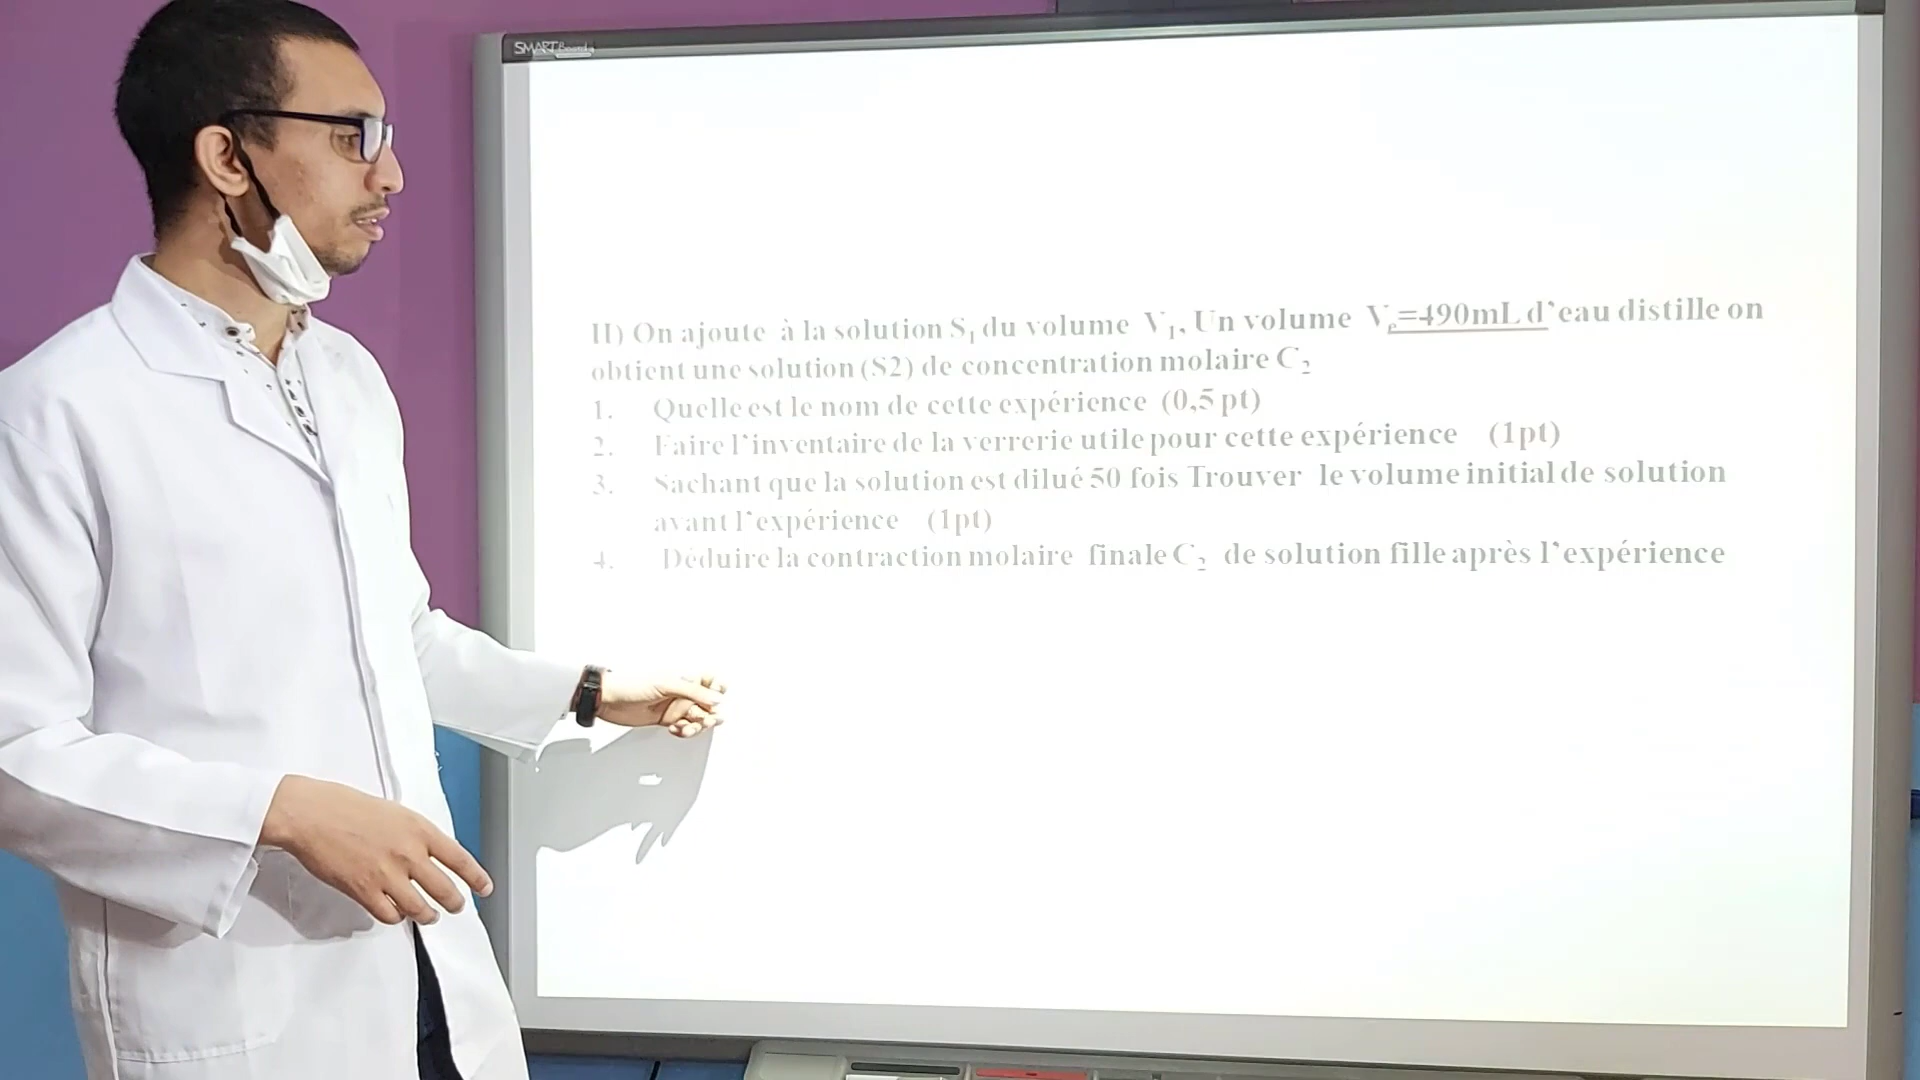 SMART Board
II) On ajoute à la solution S₁ du volume V₁, Un volume Vₑ=490mL d'eau distille on
obtient une solution (S2) de concentration molaire C₂
1. Quelle est le nom de cette expérience (0,5 pt)
2. Faire l'inventaire de la verrerie utile pour cette expérience (1pt)
3. Sachant que la solution est dilué 50 fois Trouver le volume initial de solution
avant l'expérience (1pt)
4. Déduire la contraction molaire finale C₂ de solution fille après l'expérience